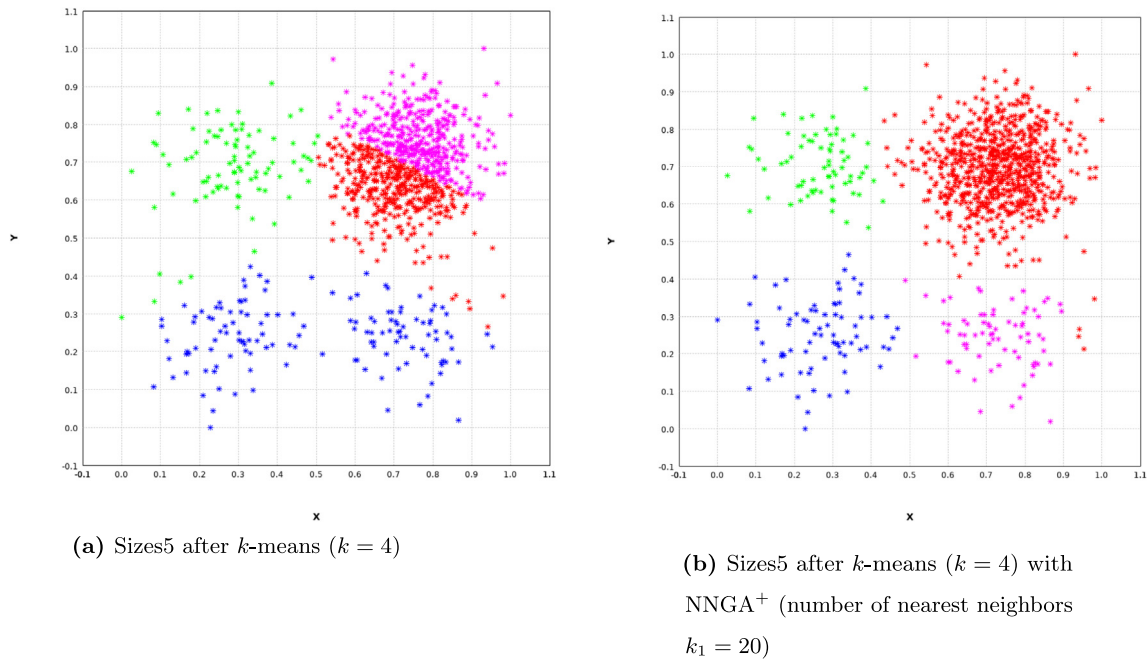 1.1
1.0
0.9
0.8
0.7
0.6
0.5
0.4
0.3
0.2
0.1
0.0
-0.1
-0.1 0.0 0.1 0.2 0.3 0.4 0.5 0.6 0.7 0.8 0.9 1.0 1.1
Y
X
(a) Sizes5 after k-means (k = 4)
1.1
1.0
0.9
0.8
0.7
0.6
0.5
0.4
0.3
0.2
0.1
0.0
-0.1
-0.1 0.0 0.1 0.2 0.3 0.4 0.5 0.6 0.7 0.8 0.9 1.0 1.1
Y
X
(b) Sizes5 after k-means (k = 4) with
NNGA⁺ (number of nearest neighbors
k₁ = 20)